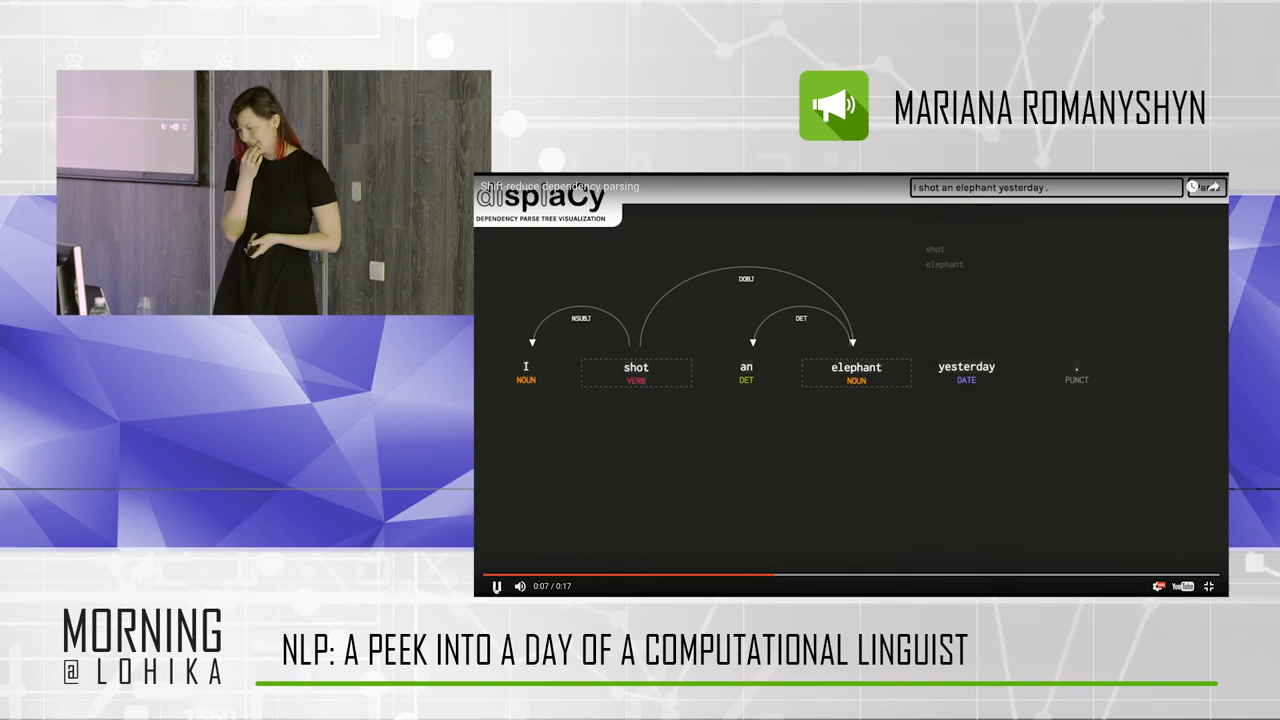 MARIANA ROMANYSHYN
Shift-reduce dependency parsing
displaCy
DEPENDENCY PARSE TREE VISUALIZATION
I shot an elephant yesterday.
shot
elephant
DOBJ
NSUBJ
DET
I shot an elephant yesterday .
NOUN VERB DET NOUN DATE PUNCT
0:07 / 0:17
YouTube
MORNING
@ LOHIKA
NLP: A PEEK INTO A DAY OF A COMPUTATIONAL LINGUIST